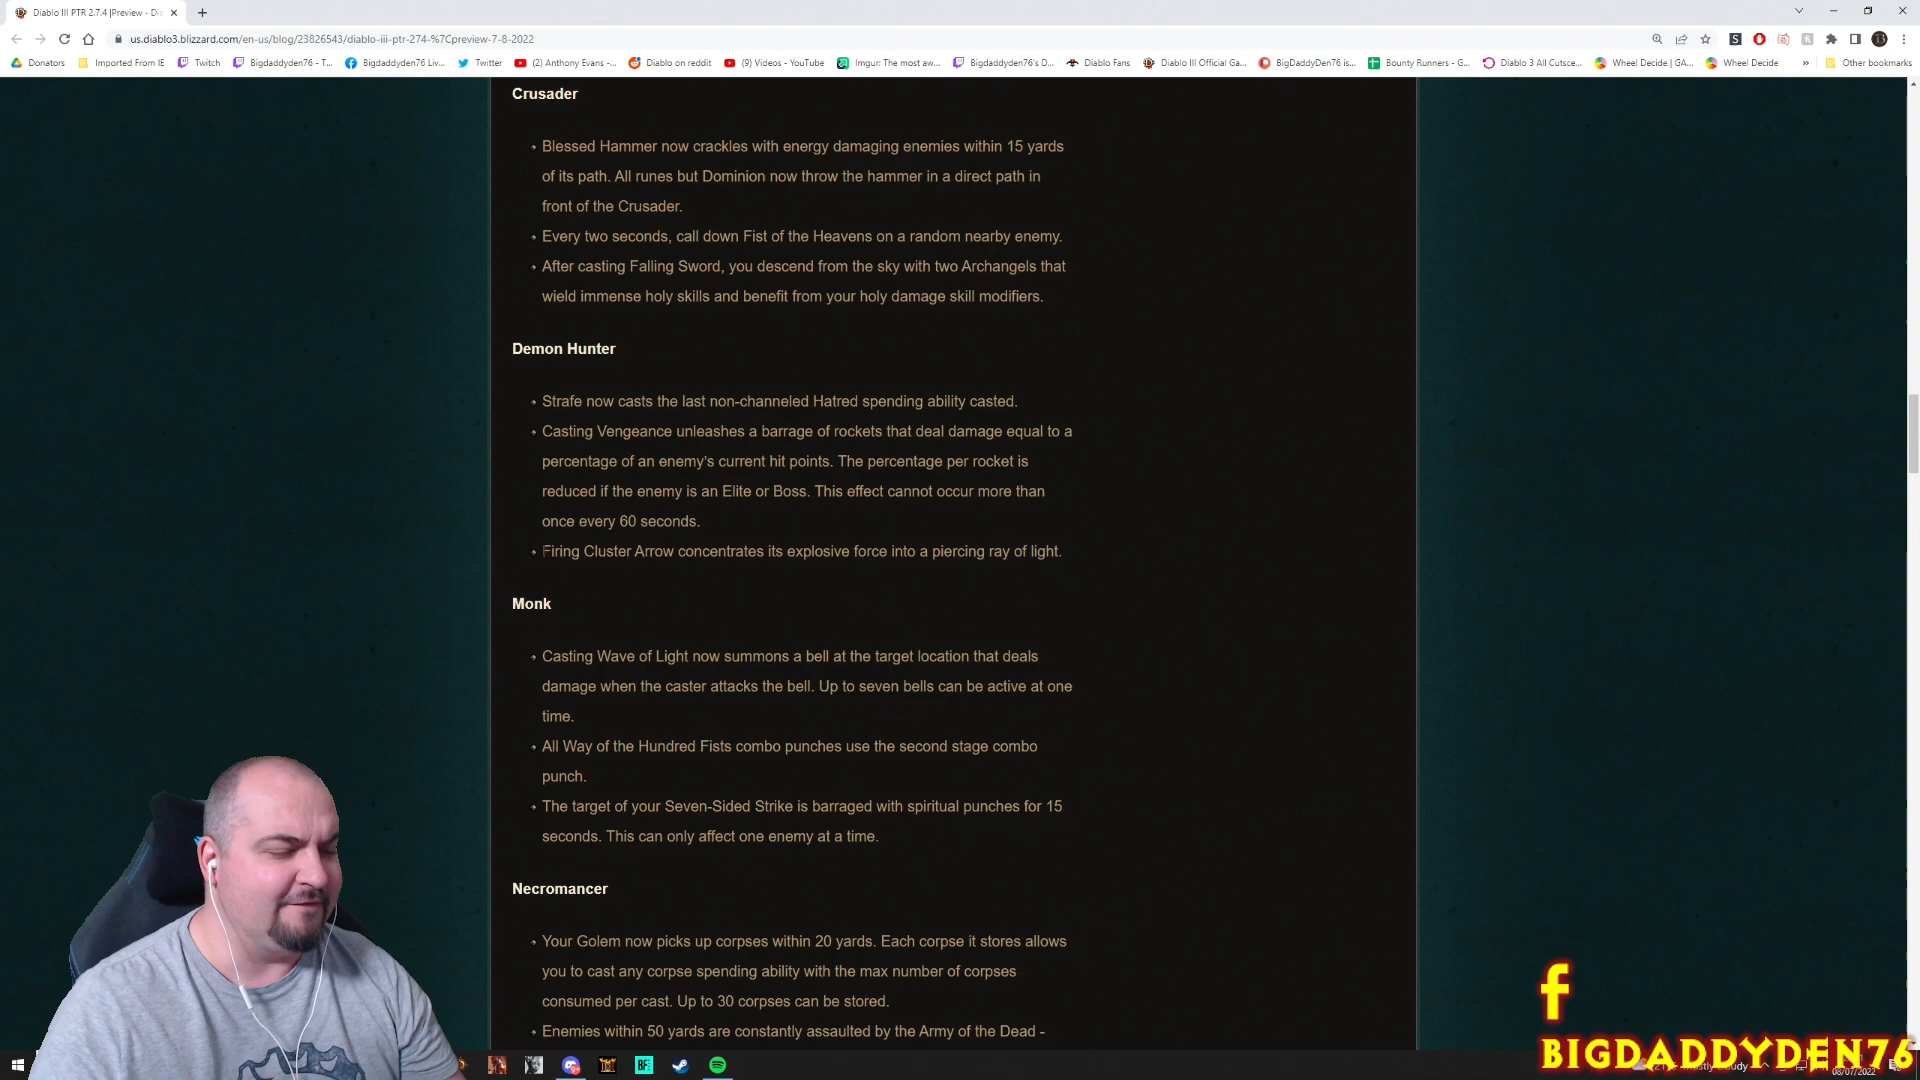 Diablo III PTR 2.7.4 |Preview - Dia
us.diablo3.blizzard.com/en-us/blog/23826543/diablo-iii-ptr-274-%7Cpreview-7-8-2022
Donators Imported From IE Twitch Bigdaddyden76 - T... Bigdaddyden76 Liv... Twitter (2) Anthony Evans -... Diablo on reddit (9) Videos - YouTube Imgur: The most aw... Bigdaddyden76's D... Diablo Fans Diablo III Official Ga... BigDaddyDen76 is... Bounty Runners - G... Diablo 3 All Cutsce... Wheel Decide | GA... Wheel Decide » Other bookmarks
Crusader
Blessed Hammer now crackles with energy damaging enemies within 15 yards
of its path. All runes but Dominion now throw the hammer in a direct path in
front of the Crusader.
Every two seconds, call down Fist of the Heavens on a random nearby enemy.
After casting Falling Sword, you descend from the sky with two Archangels that
wield immense holy skills and benefit from your holy damage skill modifiers.
Demon Hunter
Strafe now casts the last non-channeled Hatred spending ability casted.
Casting Vengeance unleashes a barrage of rockets that deal damage equal to a
percentage of an enemy's current hit points. The percentage per rocket is
reduced if the enemy is an Elite or Boss. This effect cannot occur more than
once every 60 seconds.
Firing Cluster Arrow concentrates its explosive force into a piercing ray of light.
Monk
Casting Wave of Light now summons a bell at the target location that deals
damage when the caster attacks the bell. Up to seven bells can be active at one
time.
All Way of the Hundred Fists combo punches use the second stage combo
punch.
The target of your Seven-Sided Strike is barraged with spiritual punches for 15
seconds. This can only affect one enemy at a time.
Necromancer
Your Golem now picks up corpses within 20 yards. Each corpse it stores allows
you to cast any corpse spending ability with the max number of corpses
consumed per cast. Up to 30 corpses can be stored.
Enemies within 50 yards are constantly assaulted by the Army of the Dead -
f
BIGDADDYDEN76
cloudy
08/07/2022